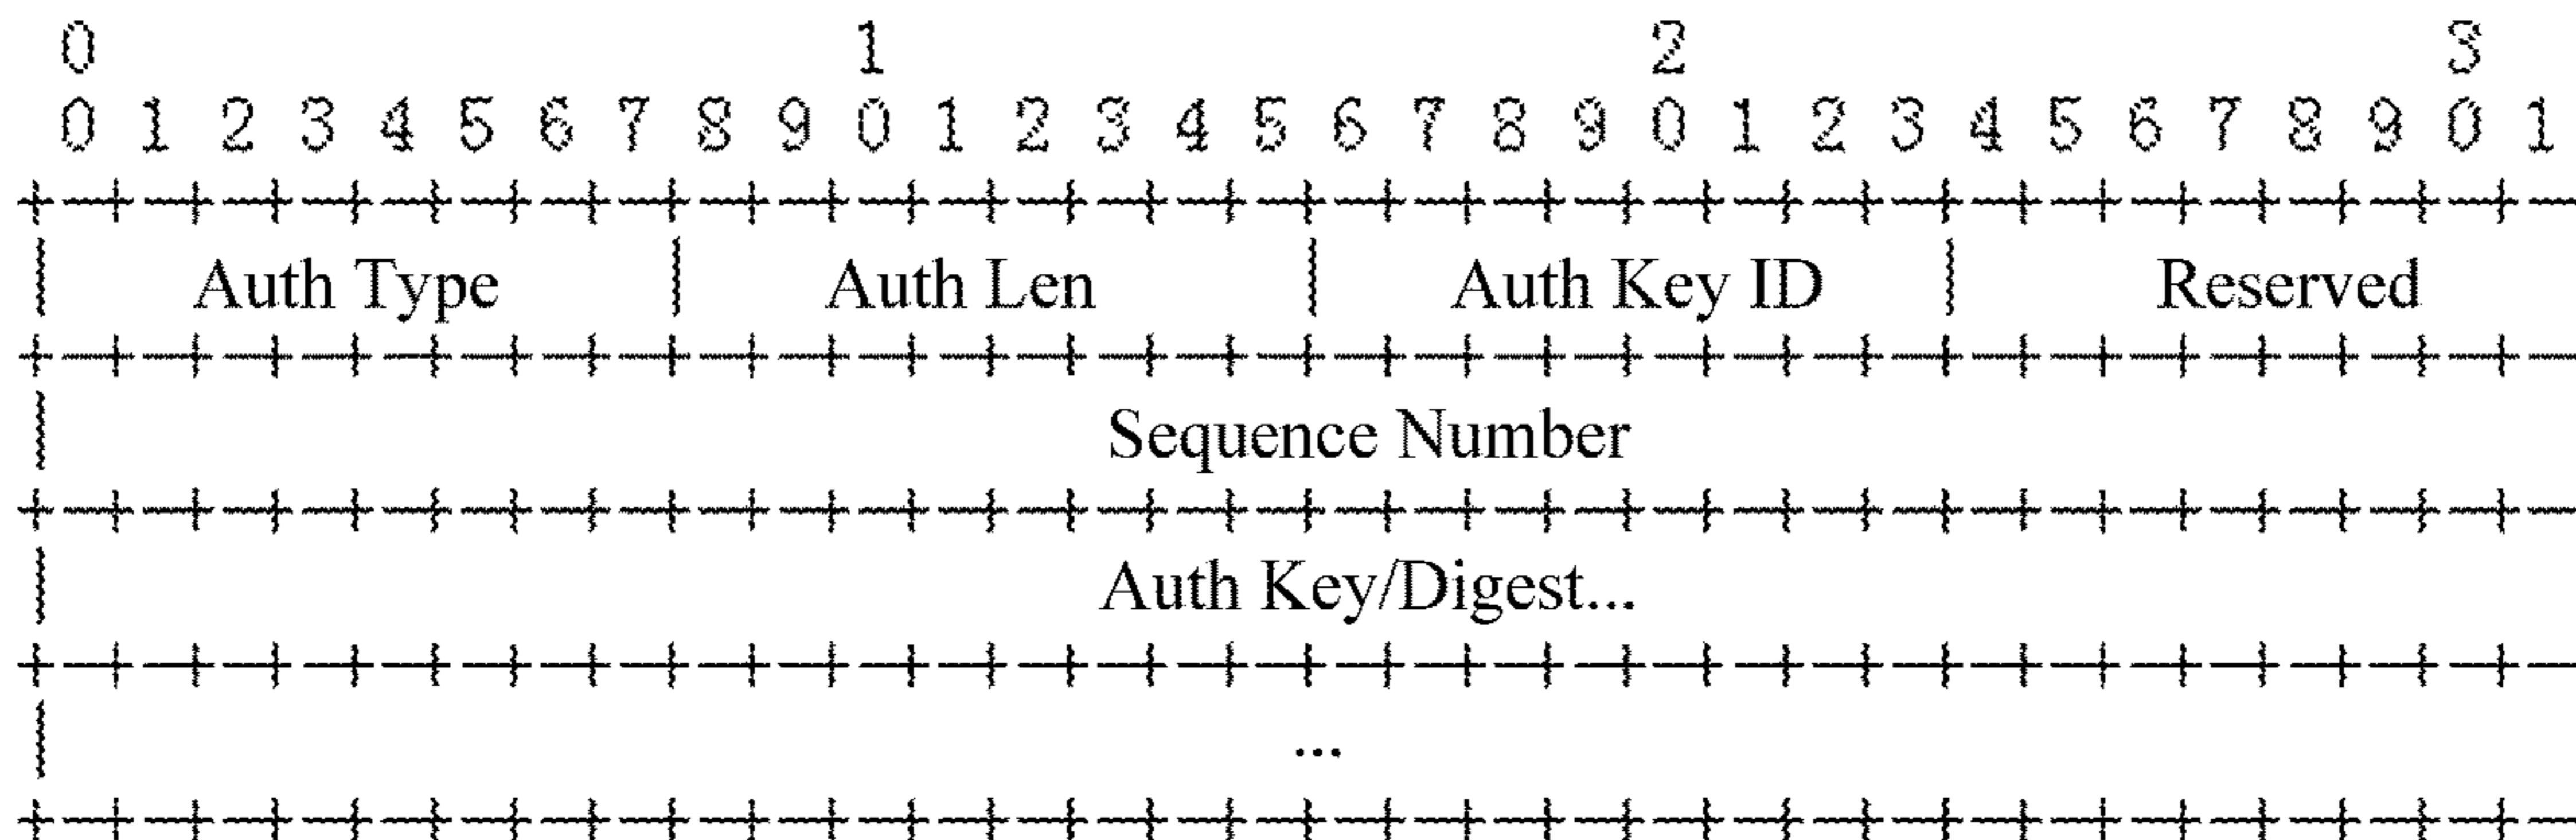 0 1 2 3
0 1 2 3 4 5 6 7 8 9 0 1 2 3 4 5 6 7 8 9 0 1 2 3 4 5 6 7 8 9 0 1
Auth Type | Auth Len | Auth Key ID | Reserved
Sequence Number
Auth Key/Digest...
...